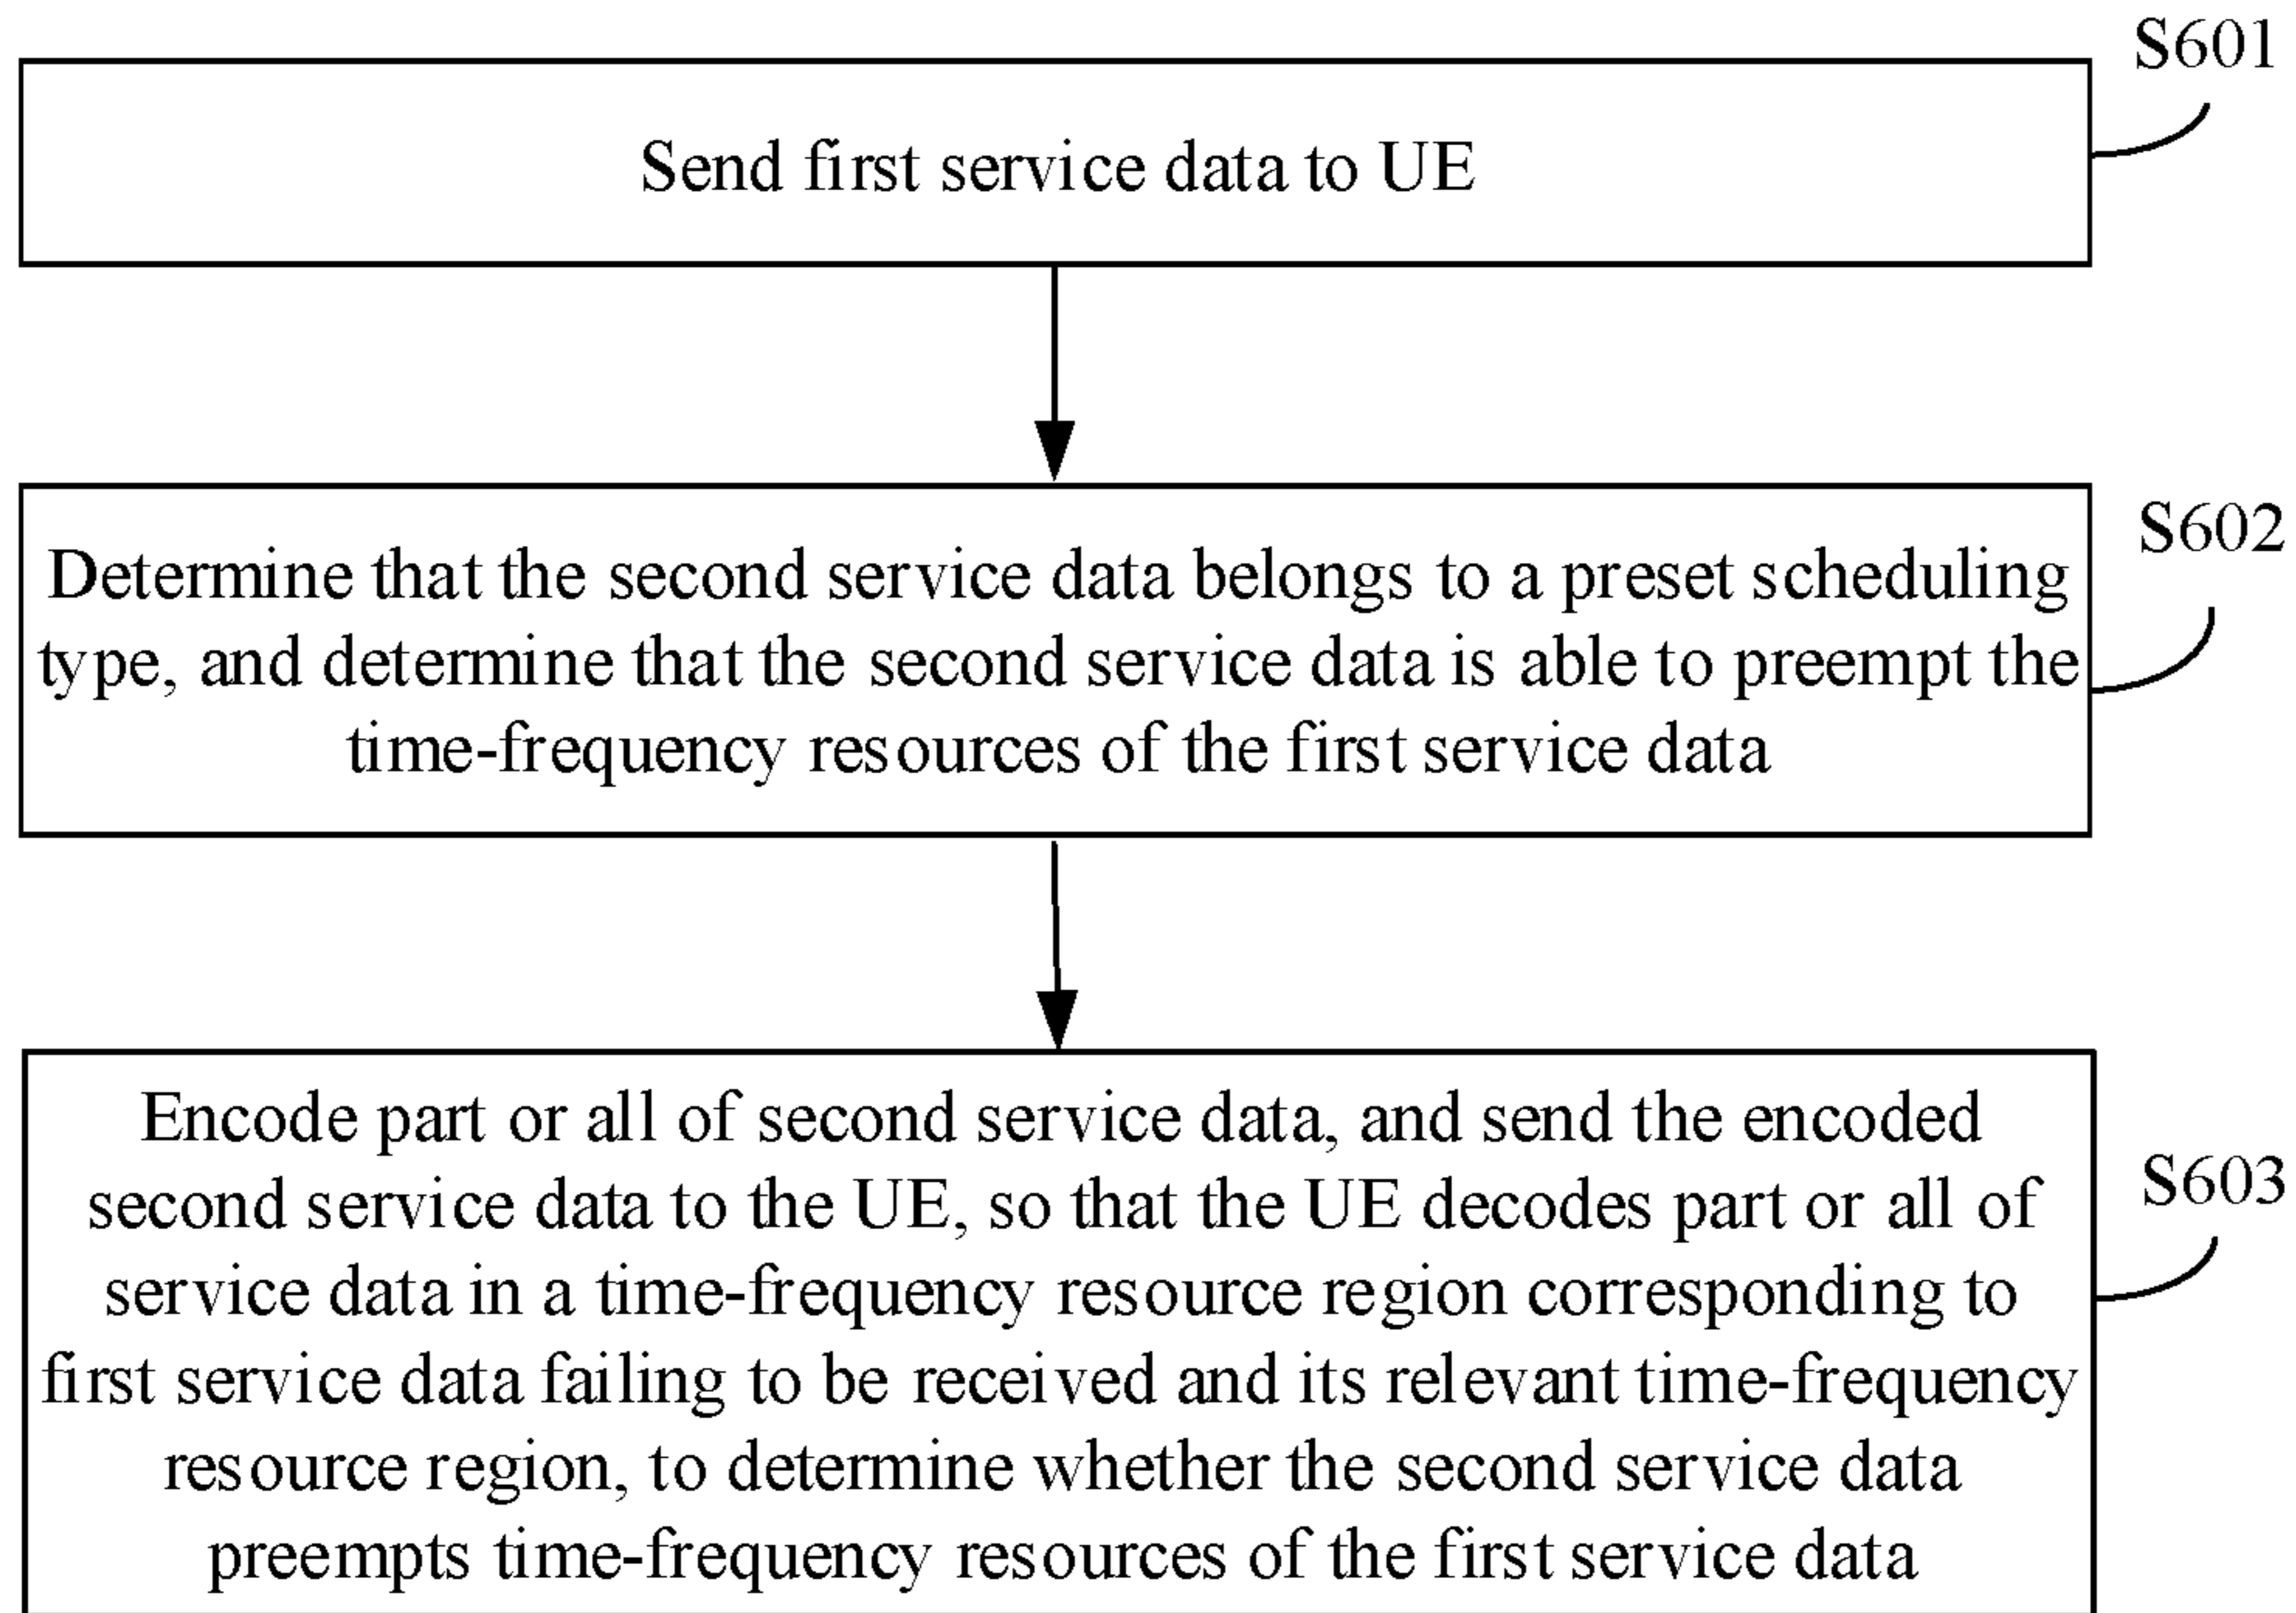 S601
Send first service data to UE
S602
Determine that the second service data belongs to a preset scheduling
type, and determine that the second service data is able to preempt the
time-frequency resources of the first service data
S603
Encode part or all of second service data, and send the encoded
second service data to the UE, so that the UE decodes part or all of
service data in a time-frequency resource region corresponding to
first service data failing to be received and its relevant time-frequency
resource region, to determine whether the second service data
preempts time-frequency resources of the first service data